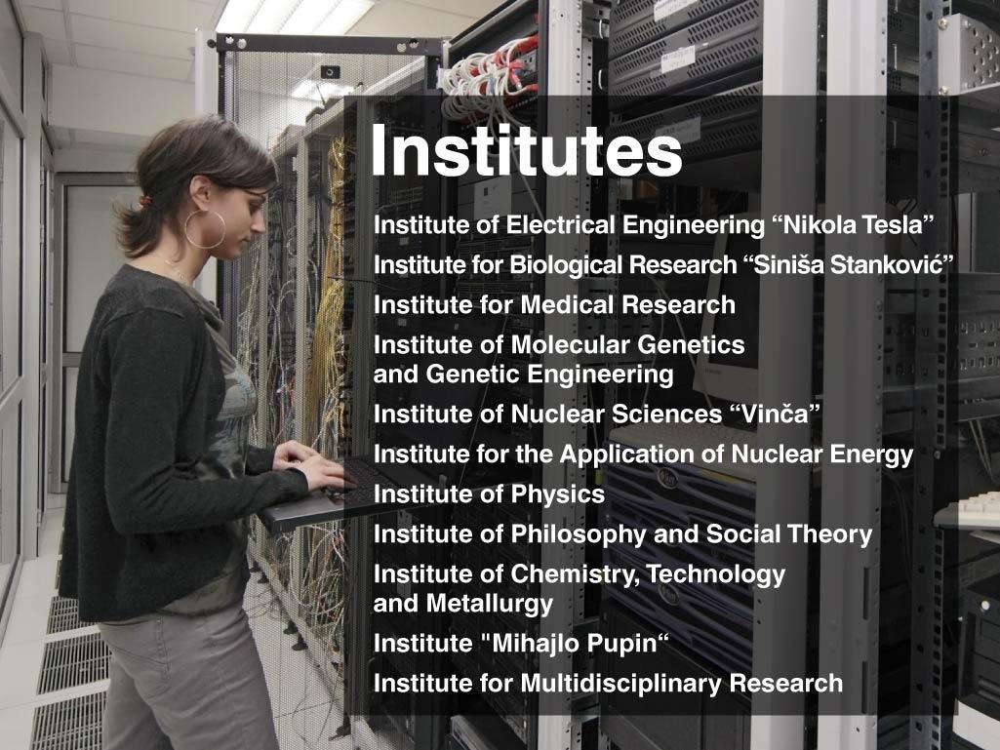 Institutes
Institute of Electrical Engineering “Nikola Tesla”
Institute for Biological Research “Siniša Stanković”
Institute for Medical Research
Institute of Molecular Genetics
and Genetic Engineering
Institute of Nuclear Sciences “Vinča”
Institute for the Application of Nuclear Energy
Institute of Physics
Institute of Philosophy and Social Theory
Institute of Chemistry, Technology
and Metallurgy
Institute "Mihajlo Pupin“
Institute for Multidisciplinary Research